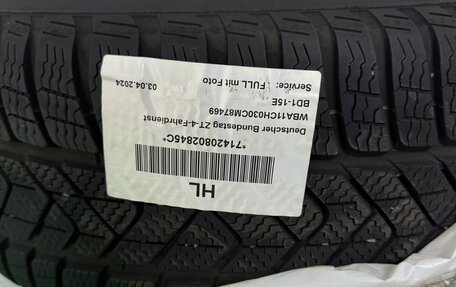 HL
*71420802845C*
Deutscher Bundestag ZT-4-Fahrdienst
WBA11CH030CM87469
BD1-15E
Service: FULL mit Foto 03.04.2024